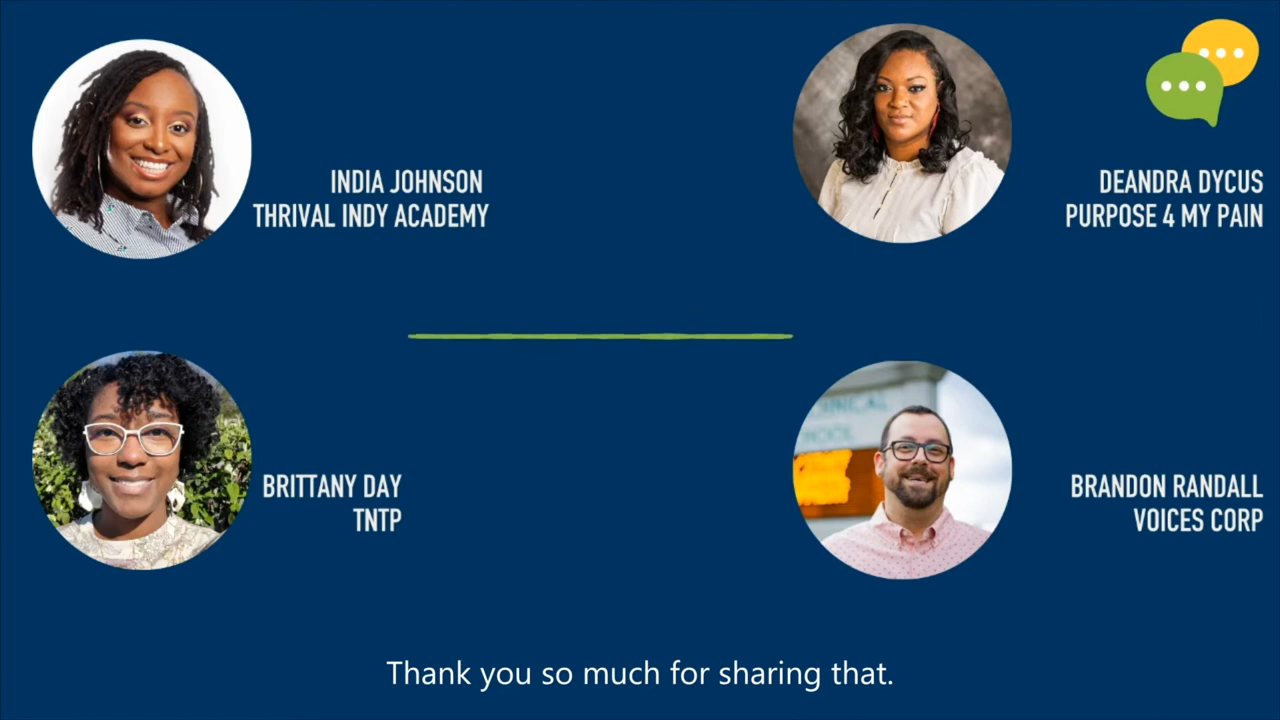 INDIA JOHNSON
THRIVAL INDY ACADEMY
DEANDRA DYCUS
PURPOSE 4 MY PAIN
BRITTANY DAY
TNTP
BRANDON RANDALL
VOICES CORP
Thank you so much for sharing that.